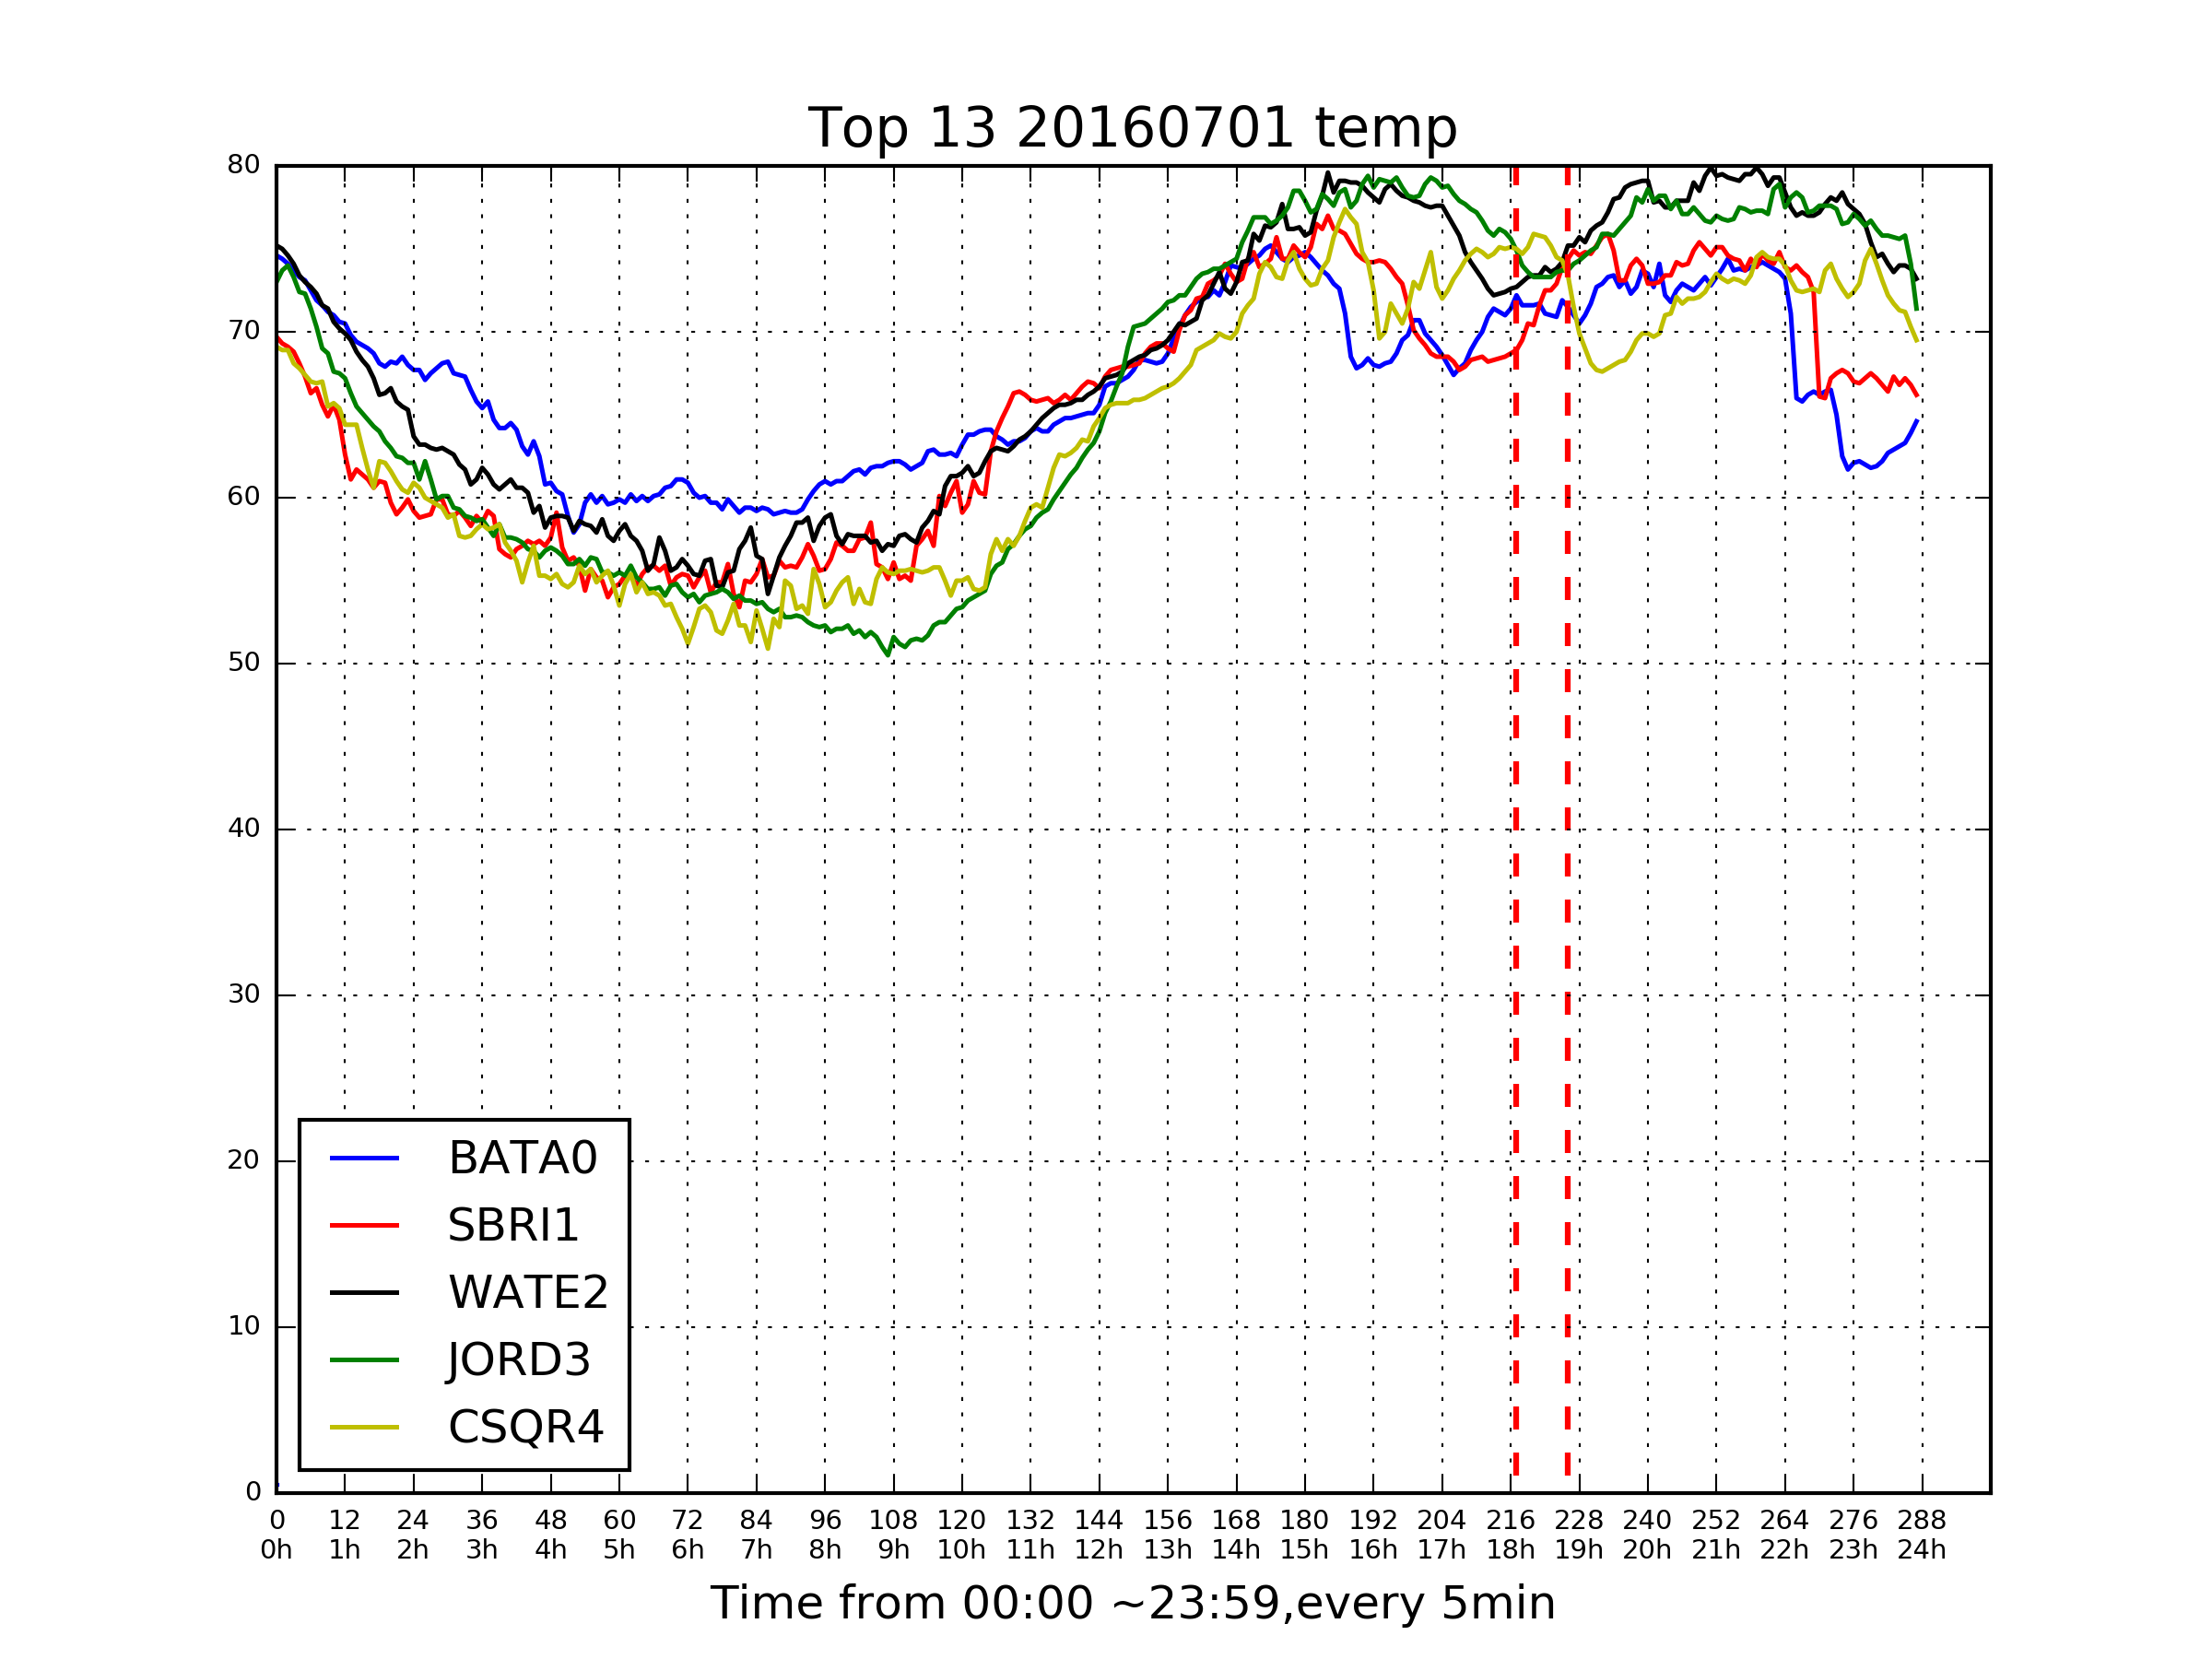 Top 13 20160701 temp
80
70
60
50
40
30
20
10
0
BATA0
SBRI1
WATE2
JORD3
CSQR4
0 12 24 36 48 60 72 84 96 108 120 132 144 156 168 180 192 204 216 228 240 252 264 276 288
0h 1h 2h 3h 4h 5h 6h 7h 8h 9h 10h 11h 12h 13h 14h 15h 16h 17h 18h 19h 20h 21h 22h 23h 24h
Time from 00:00 ~23:59,every 5min